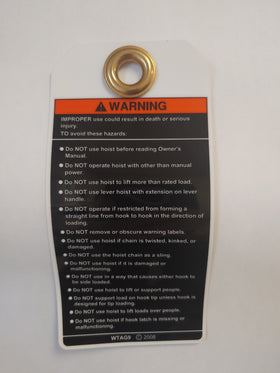 WARNING
IMPROPER use could result in death or serious
injury.
TO avoid these hazards:
● Do NOT use hoist before reading Owner's
Manual.
● Do NOT operate hoist with other than manual
power.
● Do NOT use hoist to lift more than rated load.
● Do NOT use lever hoist with extension on lever
handle.
● Do NOT operate if restricted from forming a
straight line from hook to hook in the direction of
loading.
● Do NOT remove or obscure warning labels.
● Do NOT use hoist if chain is twisted, kinked, or
damaged.
● Do NOT use the hoist chain as a sling.
● Do NOT use hoist if it is damaged or
malfunctioning.
● Do NOT use in a way that causes either hook to
be side loaded.
● Do NOT use hoist to lift or support people.
● Do NOT support load on hook tip unless hook is
designed for tip loading.
● Do NOT use hoist to lift loads over people.
● Do NOT use hoist if hook latch is missing or
malfunctioning.
WTAG9 © 2008